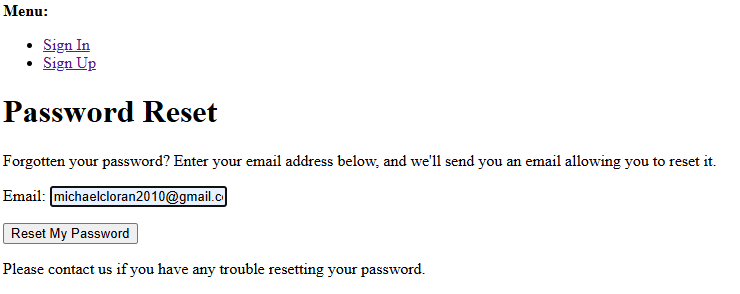 Menu:
Sign In
Sign Up
Password Reset
Forgotten your password? Enter your email address below, and we'll send you an email allowing you to reset it.
Email: michaelcloran2010@gmail.c
Reset My Password
Please contact us if you have any trouble resetting your password.